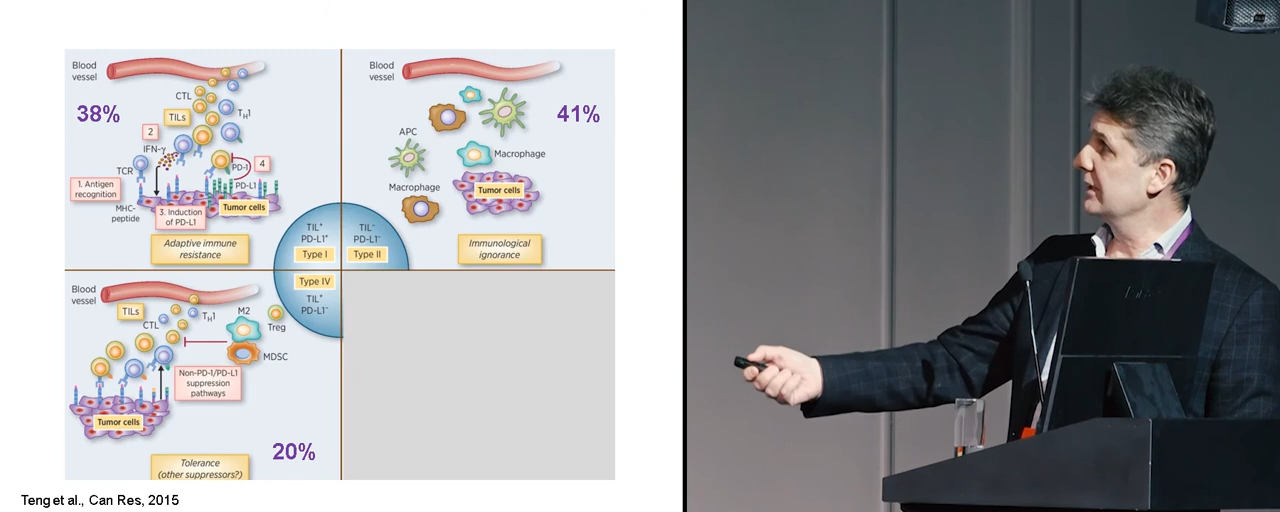 Blood
vessel
38%
CTL
TILs
TH1
2
IFN-γ
TCR
PD-1
4
PD-L1
1. Antigen
recognition
MHC-
peptide
3. Induction
of PD-L1
Tumor cells
Adaptive immune
resistance
Blood
vessel
41%
APC
Macrophage
Macrophage
Tumor cells
Immunological
ignorance
TIL+
PD-L1+
Type I
TIL-
PD-L1-
Type II
Type IV
TIL+
PD-L1-
Blood
vessel
TILs
CTL
TH1
M2
Treg
MDSC
Non-PD-1/PD-L1
suppression
pathways
Tumor cells
20%
Tolerance
(other suppressors?)
Teng et al., Can Res, 2015